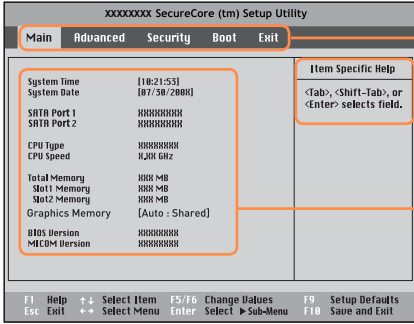 XXXXXXXX SecureCore (tm) Setup Utility
Main Advanced Security Boot Exit
Item Specific Help
<Tab>, <Shift-Tab>, or
<Enter> selects field.
System Time [10:21:53]
System Date [07/30/200X]
SATA Port 1 XXXXXXXX
SATA Port 2 XXXXXXXX
CPU Type XXXXXXXX
CPU Speed X,XX GHz
Total Memory XXX MB
Slot1 Memory XXX MB
Slot2 Memory XXX MB
Graphics Memory [Auto : Shared]
BIOS Version XXXXXXXX
MICOM Version XXXXXXXX
F1 Help ↑↓ Select Item F5/F6 Change Values F9 Setup Defaults
Esc Exit ←→ Select Menu Enter Select ▶Sub-Menu F10 Save and Exit